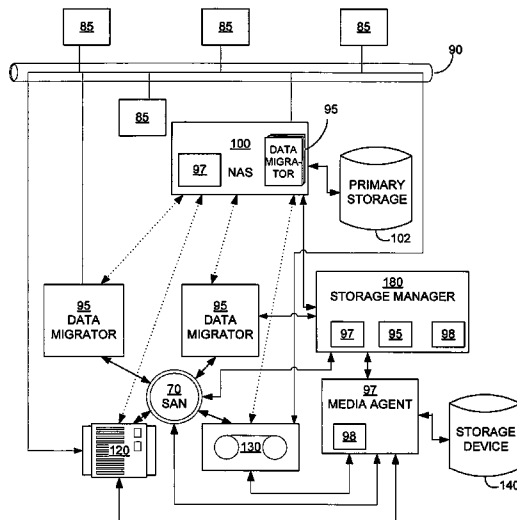 85
85
85
90
85
95
100
NAS
97
DATA
MIGRA-
TOR
PRIMARY
STORAGE
102
180
STORAGE MANAGER
97
95
98
95
DATA
MIGRATOR
95
DATA
MIGRATOR
70
SAN
97
MEDIA AGENT
98
STORAGE
DEVICE
140
120
130